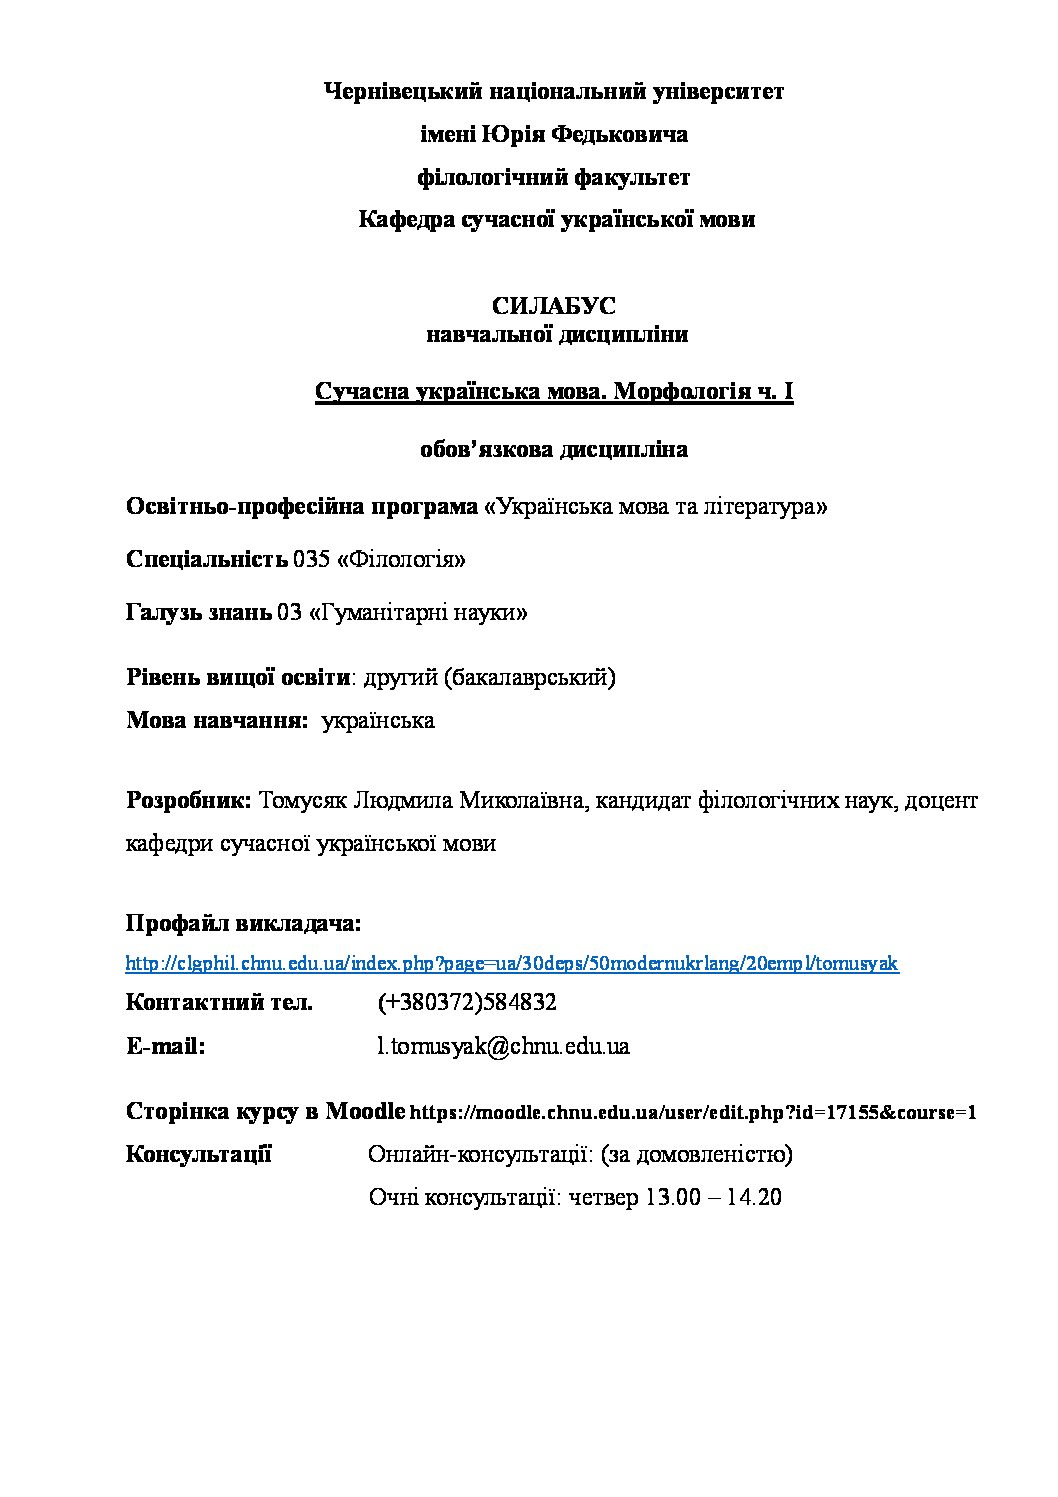 Чернівецький національний університет
імені Юрія Федьковича
філологічний факультет
Кафедра сучасної української мови
СИЛАБУС
навчальної дисципліни
Сучасна українська мова. Морфологія ч. І
обов’язкова дисципліна
Освітньо-професійна програма «Українська мова та література»
Спеціальність 035 «Філологія»
Галузь знань 03 «Гуманітарні науки»
Рівень вищої освіти: другий (бакалаврський)
Мова навчання: українська
Розробник: Томусяк Людмила Миколаївна, кандидат філологічних наук, доцент
кафедри сучасної української мови
Профайл викладача:
http://clgphil.chnu.edu.ua/index.php?page=ua/30deps/50modernukrlang/20empl/tomusyak
Контактний тел. (+380372)584832
E-mail: l.tomusyak@chnu.edu.ua
Сторінка курсу в Moodle https://moodle.chnu.edu.ua/user/edit.php?id=17155&course=1
Консультації Онлайн-консультації: (за домовленістю)
Очні консультації: четвер 13.00 – 14.20